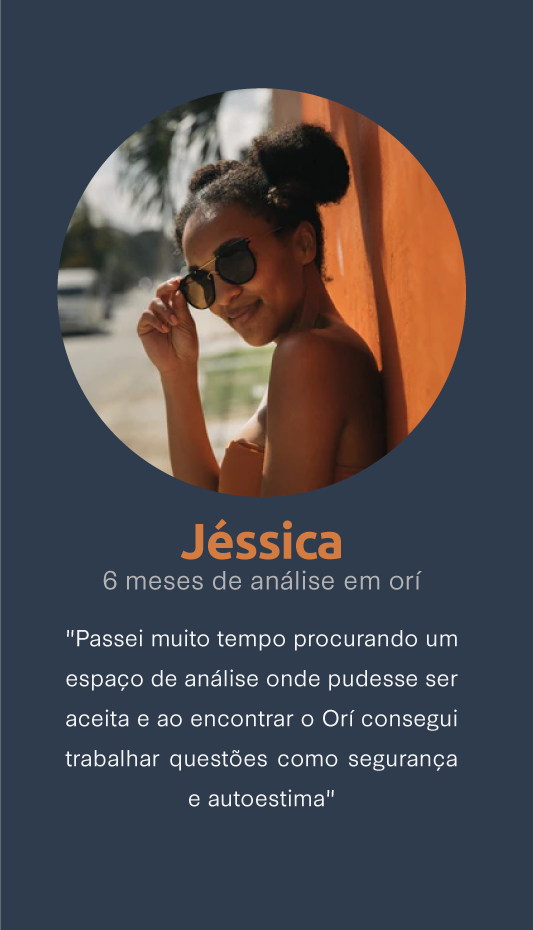 Jéssica
6 meses de análise em orí
"Passei muito tempo procurando um
espaço de análise onde pudesse ser
aceita e ao encontrar o Orí consegui
trabalhar questões como segurança
e autoestima"